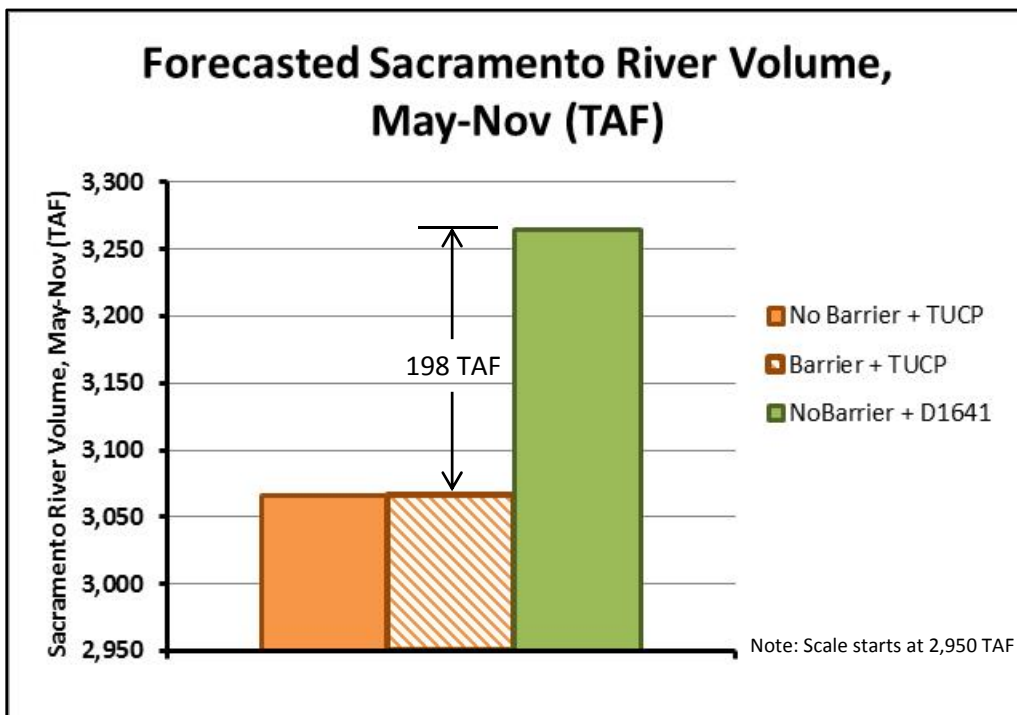 Forecasted Sacramento River Volume,
May-Nov (TAF)
Sacramento River Volume, May-Nov (TAF)
3,300
3,250
3,200
3,150
3,100
3,050
3,000
2,950
198 TAF
No Barrier + TUCP
Barrier + TUCP
NoBarrier + D1641
Note: Scale starts at 2,950 TAF